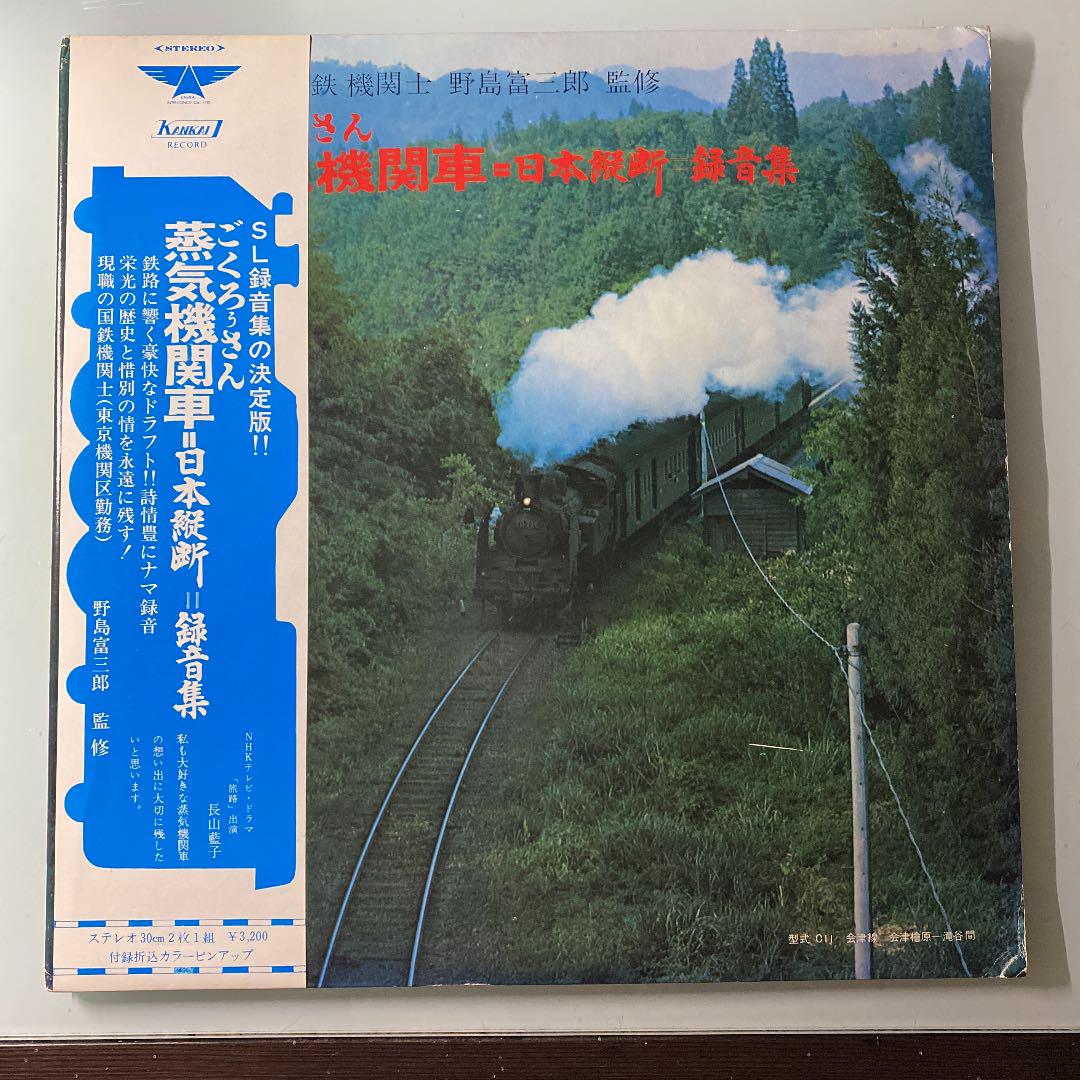 STEREO
KANKAI
RECORD
SL録音集の決定版!!
ごくろぅさん
蒸気機関車=日本縦断=録音集
鉄路に響く豪快なドラフト!!詩情豊にナマ録音
栄光の歴史と惜別の情を永遠に残す!
現職の国鉄機関士(東京機関区勤務) 野島富三郎 監修
NHKテレビ・ドラマ
「旅路」出演
長山藍子
私も大好きな蒸気機関車
の想い出に大切に残した
いと思います。
ステレオ30cm2枚1組 ¥3,200
付録折込カラーピンアップ
鉄 機関士 野島富三郎 監修
さん
機関車=日本縦断=録音集
型式 C11 会津線 会津檜原—滝谷間